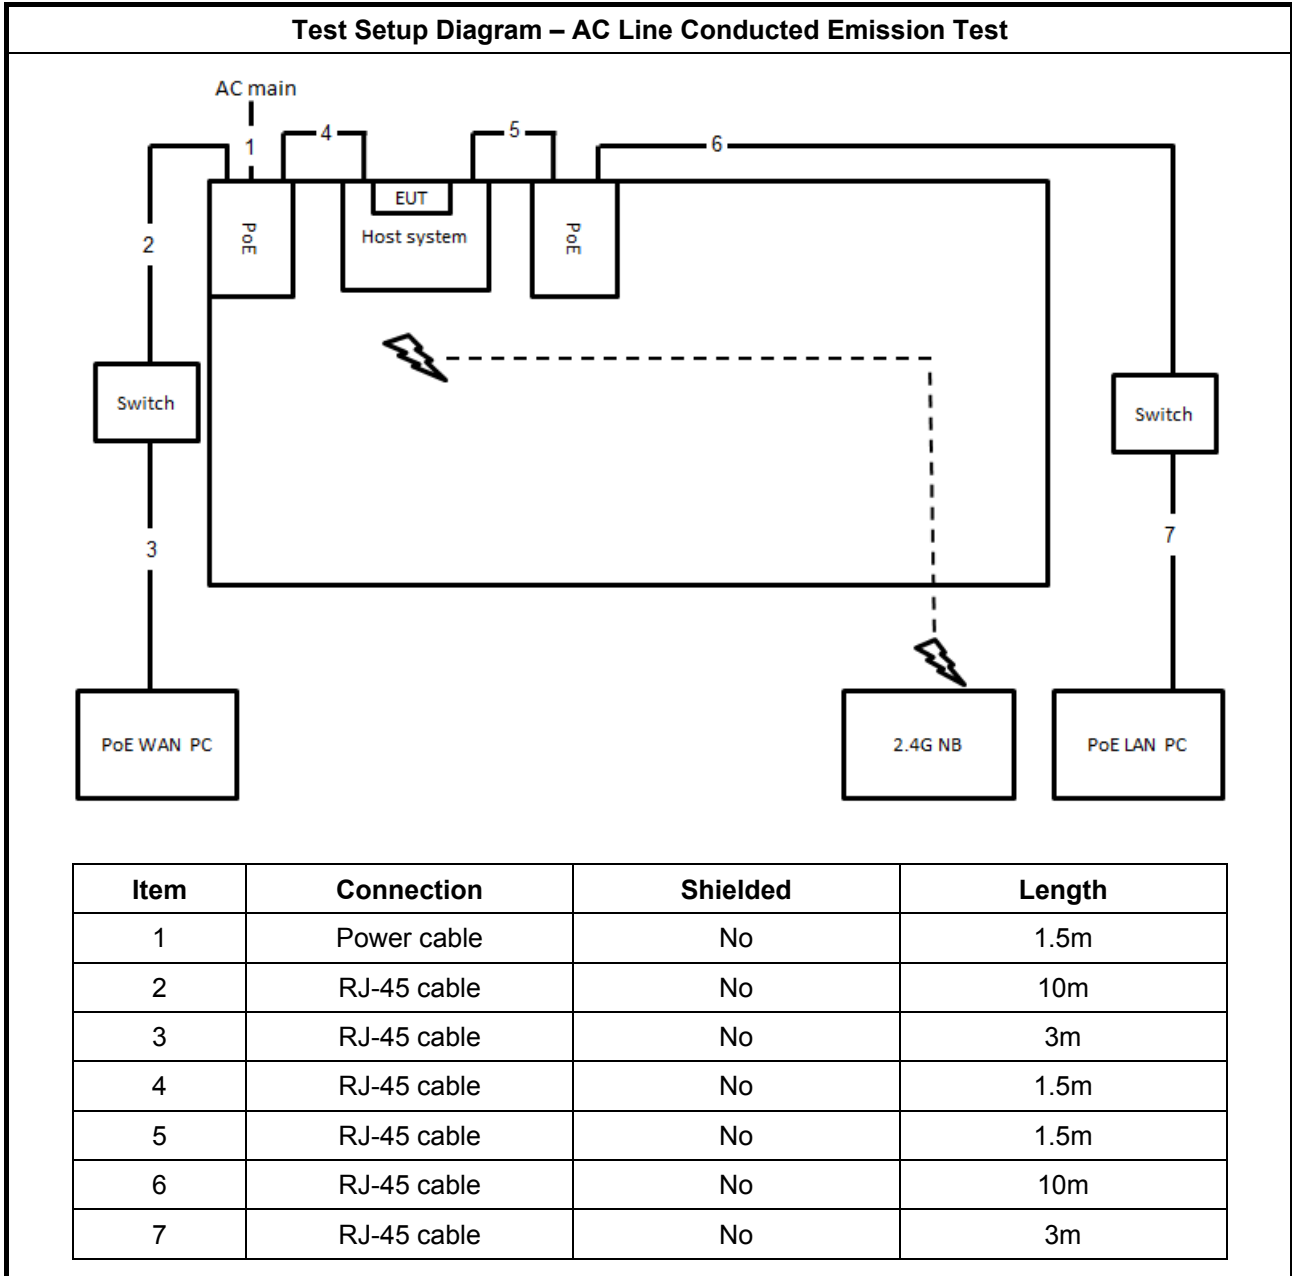 Test Setup Diagram – AC Line Conducted Emission Test
AC main
1
4
5
6
EUT
Host system
PoE
PoE
2
Switch
Switch
3
7
PoE WAN PC
2.4G NB
PoE LAN PC
Item Connection Shielded Length
1 Power cable No 1.5m
2 RJ-45 cable No 10m
3 RJ-45 cable No 3m
4 RJ-45 cable No 1.5m
5 RJ-45 cable No 1.5m
6 RJ-45 cable No 10m
7 RJ-45 cable No 3m